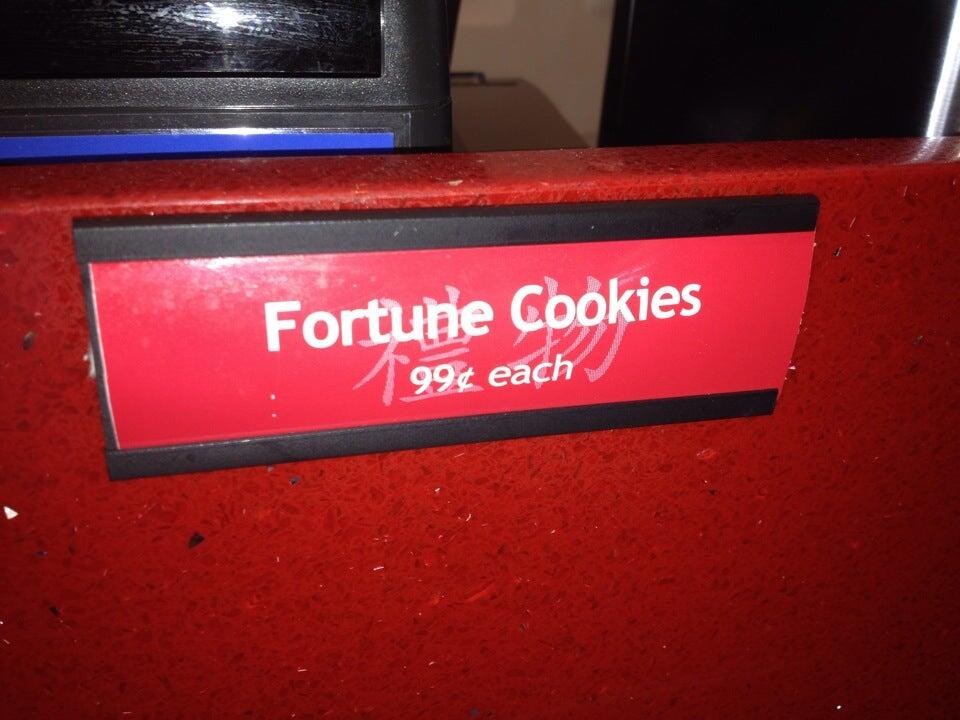 Fortune Cookies
禮物
99¢ each